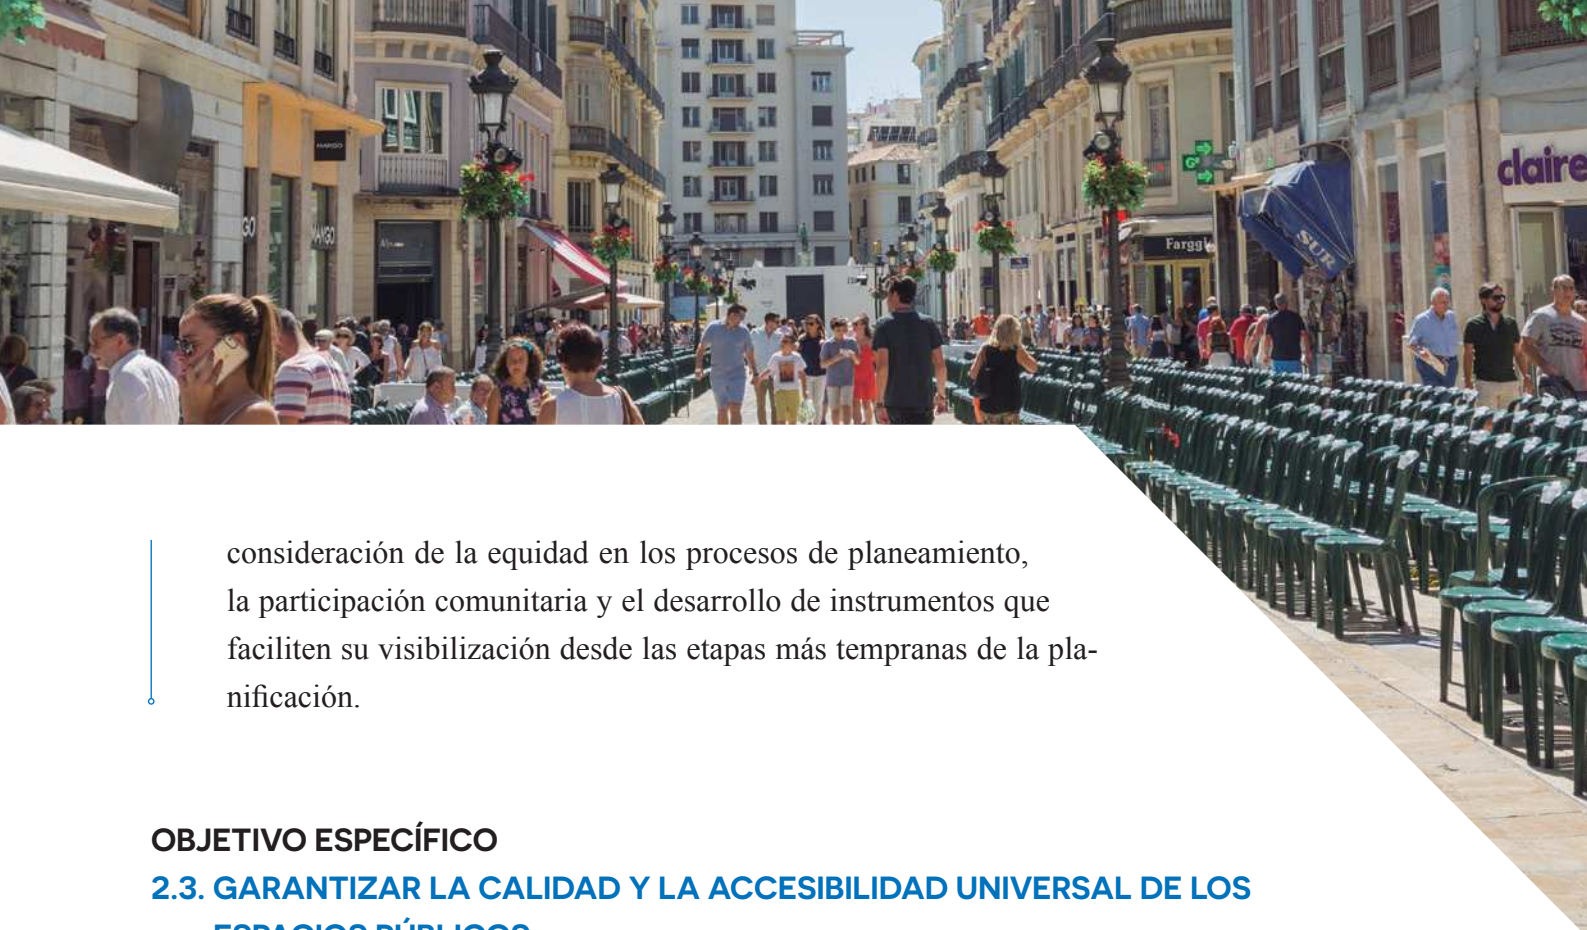 MANGO
GO
MANGO
G
Farggi
SUR
claire
consideración de la equidad en los procesos de planeamiento,
la participación comunitaria y el desarrollo de instrumentos que
faciliten su visibilización desde las etapas más tempranas de la pla-
nificación.
OBJETIVO ESPECÍFICO
2.3. GARANTIZAR LA CALIDAD Y LA ACCESIBILIDAD UNIVERSAL DE LOS
ESPACIOS PÚBLICOS